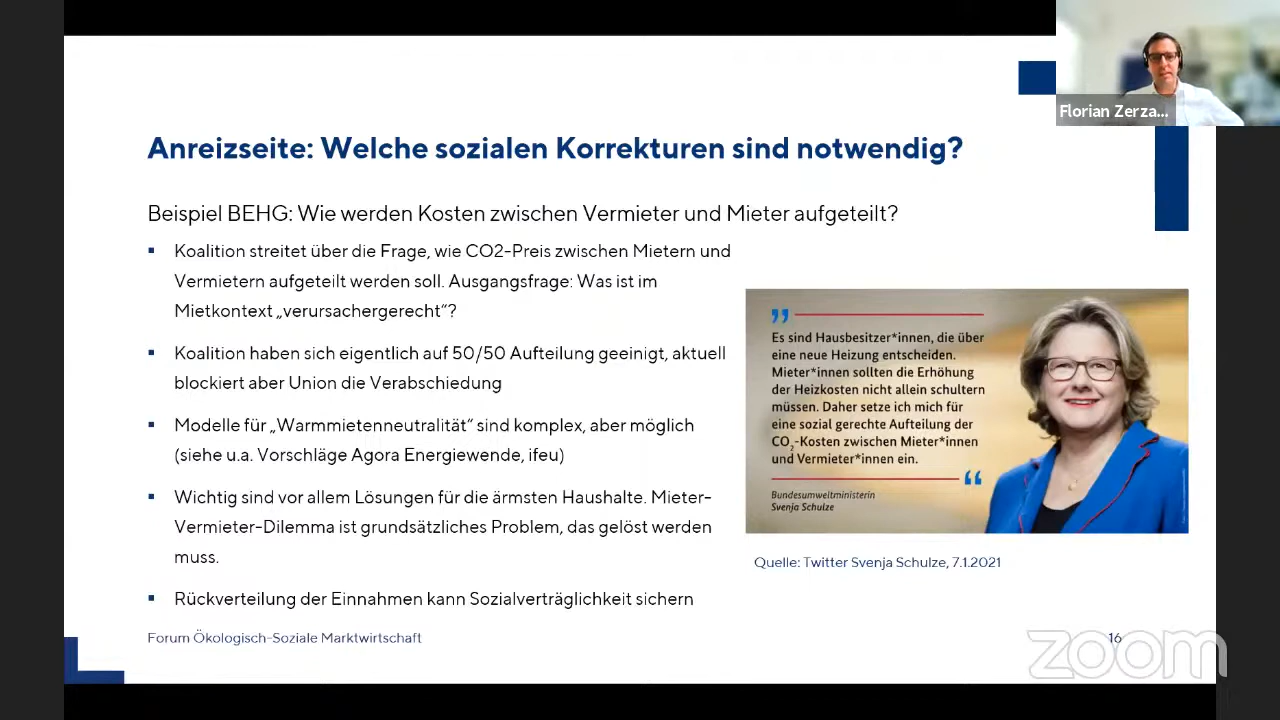 Florian Zerza...
Anreizseite: Welche sozialen Korrekturen sind notwendig?
Beispiel BEHG: Wie werden Kosten zwischen Vermieter und Mieter aufgeteilt?
▪ Koalition streitet über die Frage, wie CO2-Preis zwischen Mietern und
Vermietern aufgeteilt werden soll. Ausgangsfrage: Was ist im
Mietkontext „verursachergerecht“?
▪ Koalition haben sich eigentlich auf 50/50 Aufteilung geeinigt, aktuell
blockiert aber Union die Verabschiedung
▪ Modelle für „Warmmietenneutralität“ sind komplex, aber möglich
(siehe u.a. Vorschläge Agora Energiewende, ifeu)
▪ Wichtig sind vor allem Lösungen für die ärmsten Haushalte. Mieter-
Vermieter-Dilemma ist grundsätzliches Problem, das gelöst werden
muss.
▪ Rückverteilung der Einnahmen kann Sozialverträglichkeit sichern
„
Es sind Hausbesitzer*innen, die über
eine neue Heizung entscheiden.
Mieter*innen sollten die Erhöhung
der Heizkosten nicht allein schultern
müssen. Daher setze ich mich für
eine sozial gerechte Aufteilung der
CO₂-Kosten zwischen Mieter*innen
und Vermieter*innen ein.
“
Bundesumweltministerin
Svenja Schulze
Quelle: Twitter Svenja Schulze, 7.1.2021
Forum Ökologisch-Soziale Marktwirtschaft
16
zoom